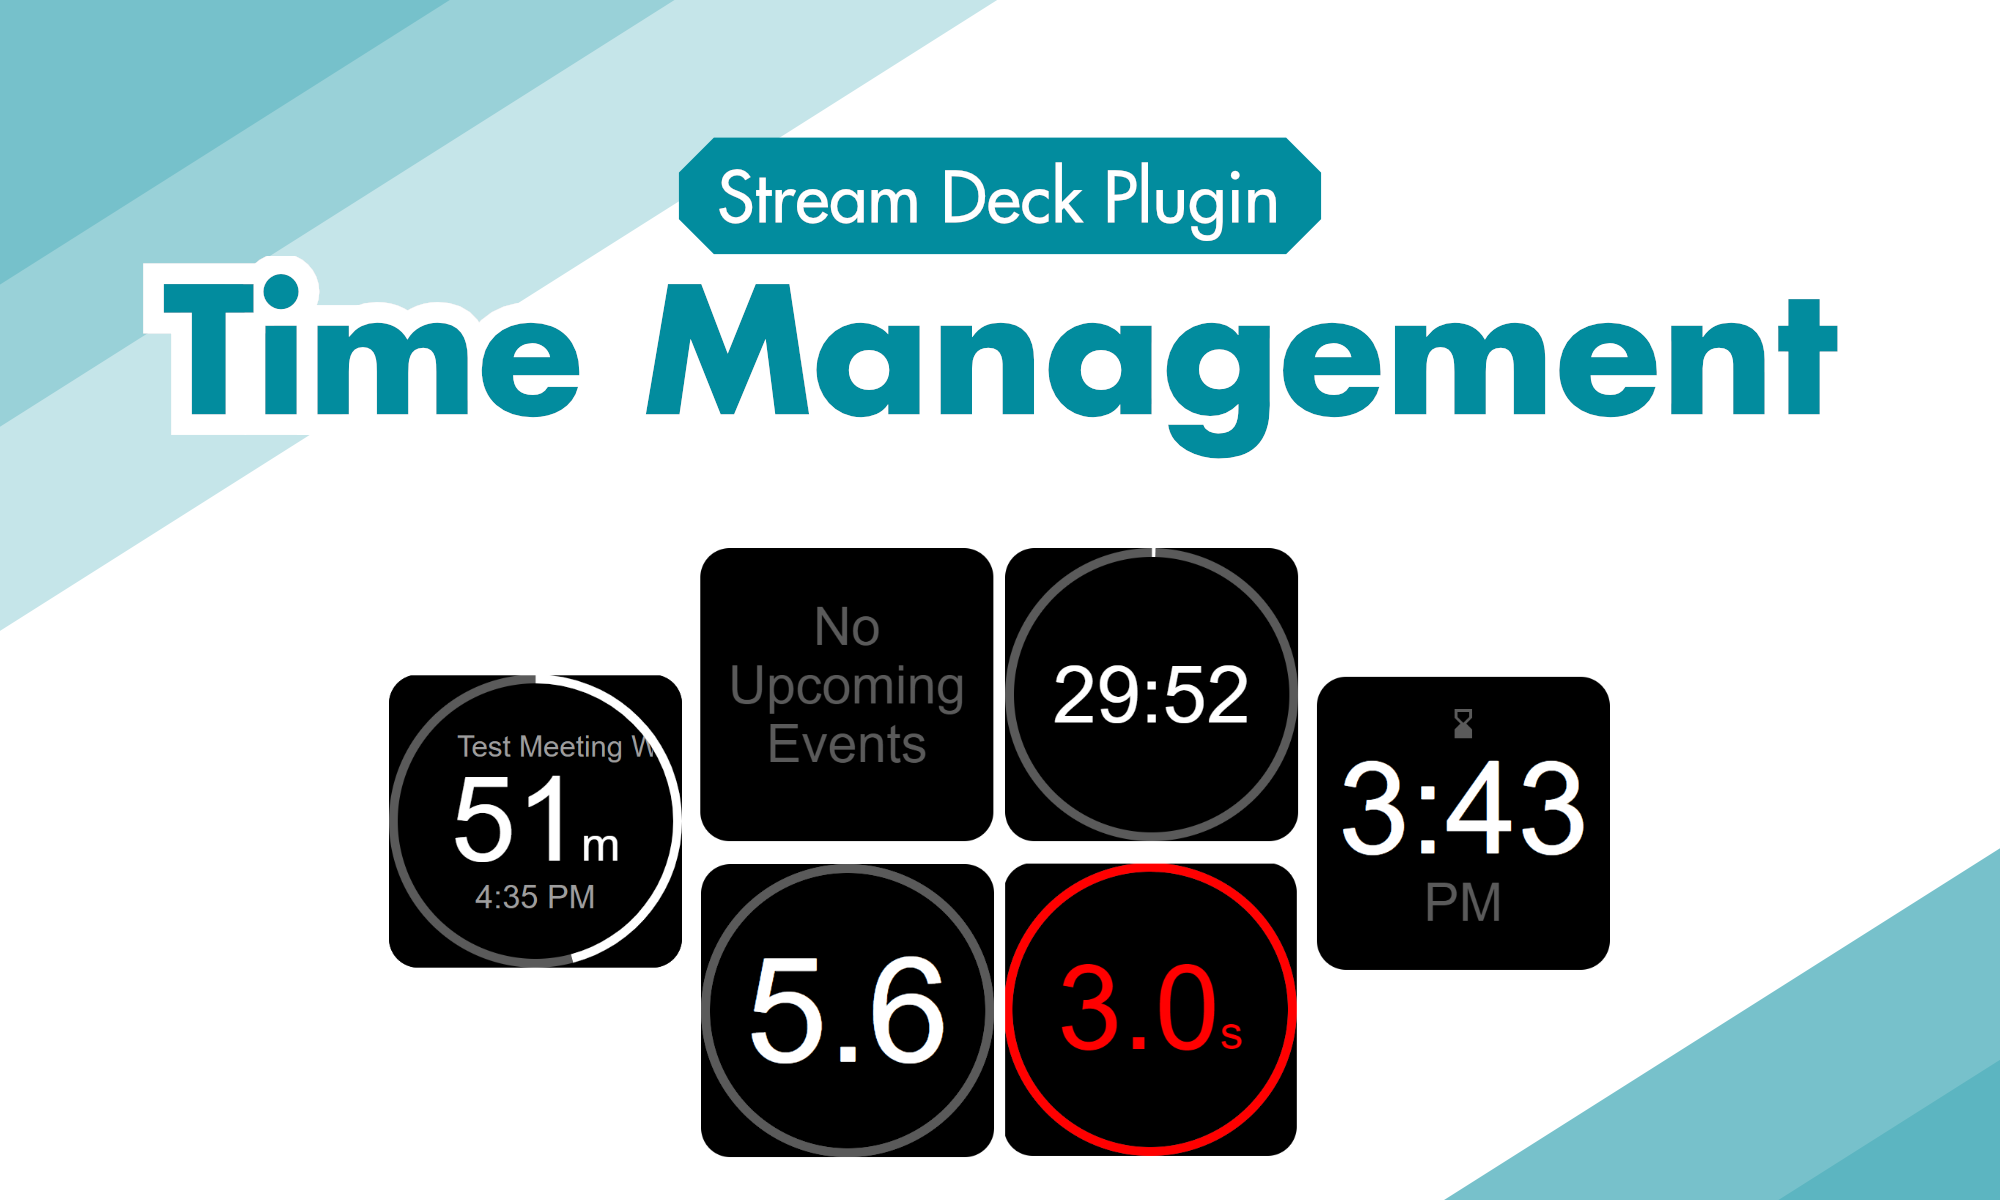 Stream Deck Plugin
Time Management
Test Meeting
51m
4:35 PM
No
Upcoming
Events
29:52
3:43
PM
5.6
3.0s